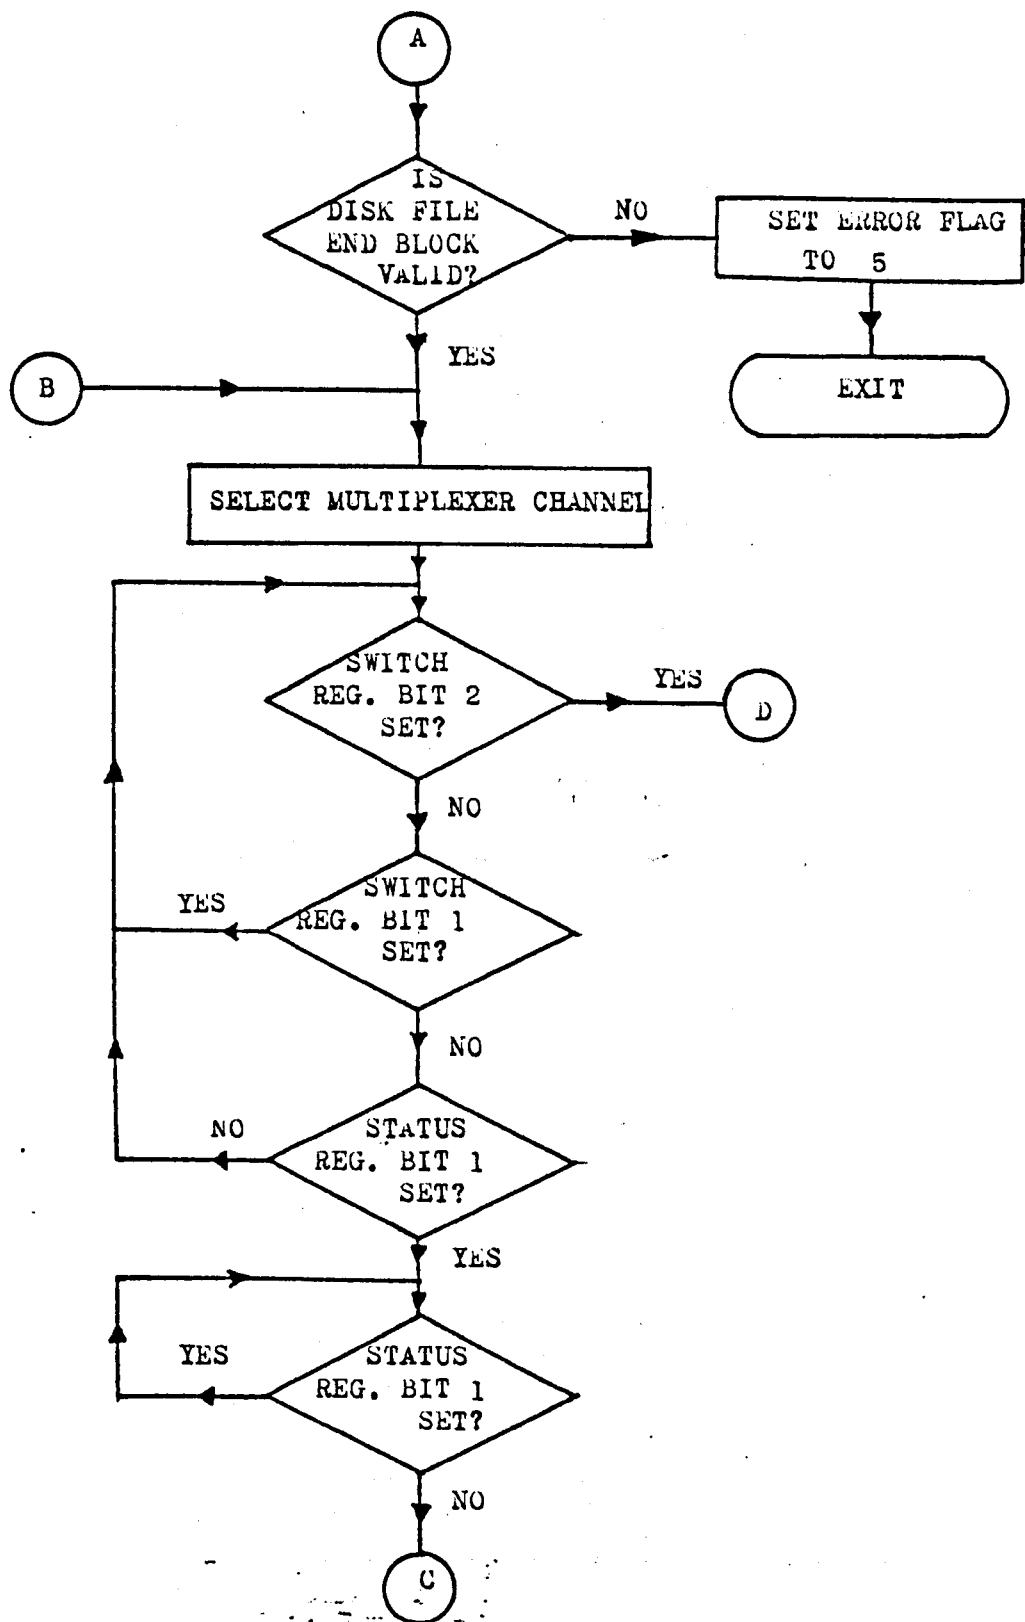 A
IS
DISK FILE
END BLOCK
VALID?
NO
SET ERROR FLAG
TO 5
YES
EXIT
B
SELECT MULTIPLEXER CHANNEL
SWITCH
REG. BIT 2
SET?
YES
D
NO
SWITCH
REG. BIT 1
SET?
YES
NO
STATUS
REG. BIT 1
SET?
NO
YES
STATUS
REG. BIT 1
SET?
YES
NO
C